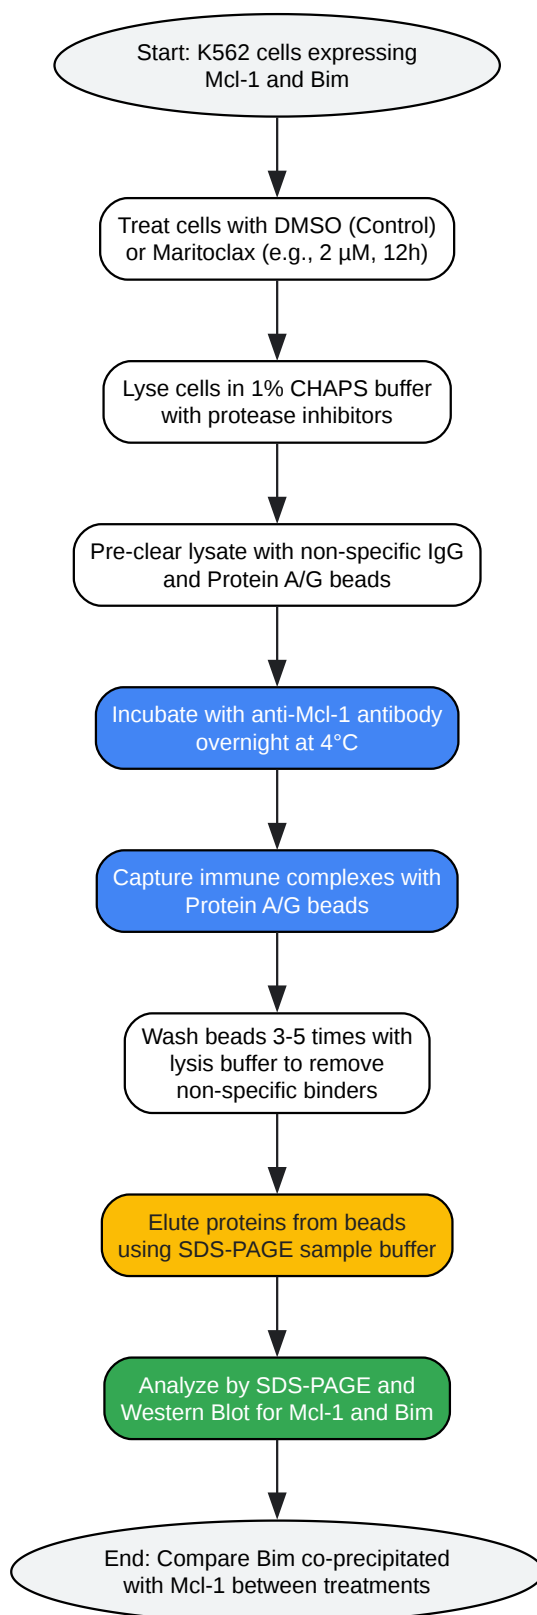 Start: K562 cells expressing
Mcl-1 and Bim
Treat cells with DMSO (Control)
or Maritoclax (e.g., 2 µM, 12h)
Lyse cells in 1% CHAPS buffer
with protease inhibitors
Pre-clear lysate with non-specific IgG
and Protein A/G beads
Incubate with anti-Mcl-1 antibody
overnight at 4°C
Capture immune complexes with
Protein A/G beads
Wash beads 3-5 times with
lysis buffer to remove
non-specific binders
Elute proteins from beads
using SDS-PAGE sample buffer
Analyze by SDS-PAGE and
Western Blot for Mcl-1 and Bim
End: Compare Bim co-precipitated
with Mcl-1 between treatments